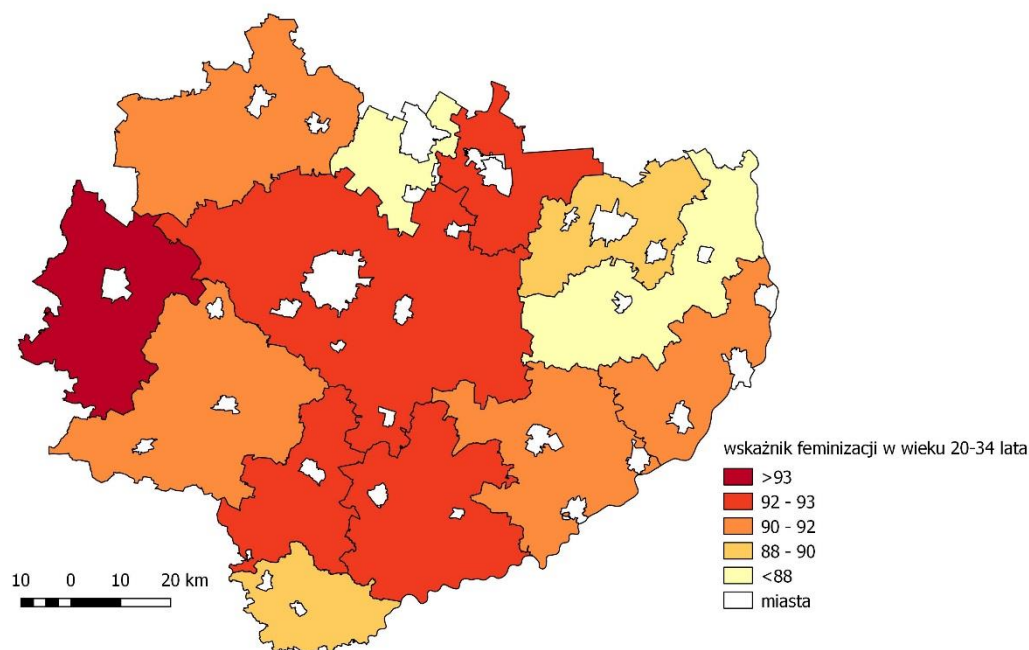 wskaźnik feminizacji w wieku 20-34 lata
>93
92 - 93
90 - 92
88 - 90
<88
miasta
10 0 10 20 km